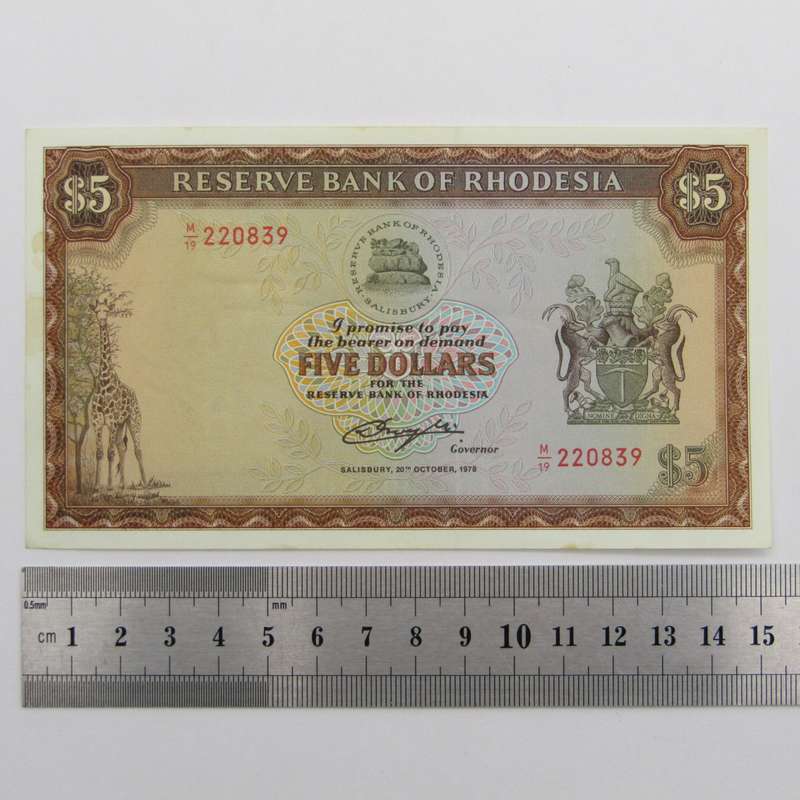 $5 RESERVE BANK OF RHODESIA $5
M/19 220839
RESERVE BANK OF RHODESIA
· SALISBURY ·
I promise to pay
the bearer on demand
FIVE DOLLARS
FOR THE
RESERVE BANK OF RHODESIA
Governor
NOMINE DIGNA
M/19 220839 $5
SALISBURY, 20TH OCTOBER, 1978
0.5mm mm
cm 1 2 3 4 5 6 7 8 9 10 11 12 13 14 15